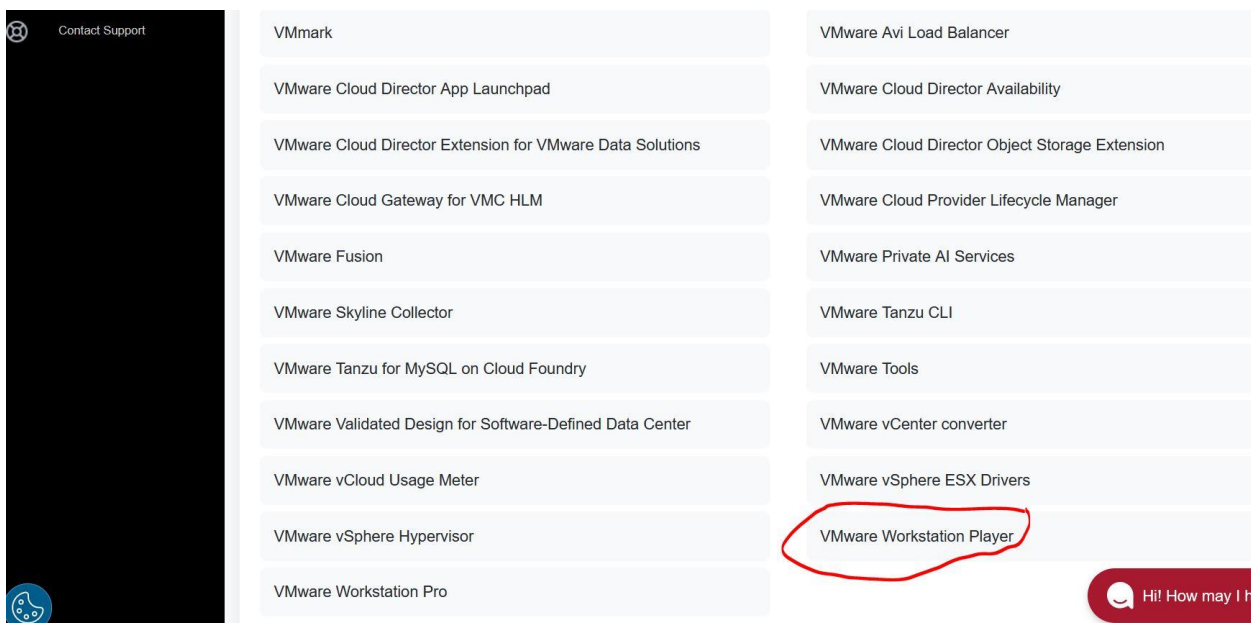 Contact Support
VMmark
VMware Avi Load Balancer
VMware Cloud Director App Launchpad
VMware Cloud Director Availability
VMware Cloud Director Extension for VMware Data Solutions
VMware Cloud Director Object Storage Extension
VMware Cloud Gateway for VMC HLM
VMware Cloud Provider Lifecycle Manager
VMware Fusion
VMware Private AI Services
VMware Skyline Collector
VMware Tanzu CLI
VMware Tanzu for MySQL on Cloud Foundry
VMware Tools
VMware Validated Design for Software-Defined Data Center
VMware vCenter converter
VMware vCloud Usage Meter
VMware vSphere ESX Drivers
VMware vSphere Hypervisor
VMware Workstation Player
VMware Workstation Pro
Hi! How may I h